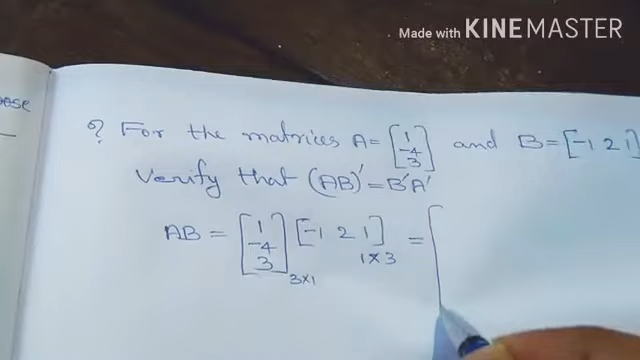 Made with KINEMASTER
ose
? For the matrices A = [1 -4 3] and B = [-1 2 1]
Verify that (AB)' = B'A'
AB = [1 -4 3] 3×1 [-1 2 1] 1×3 = [